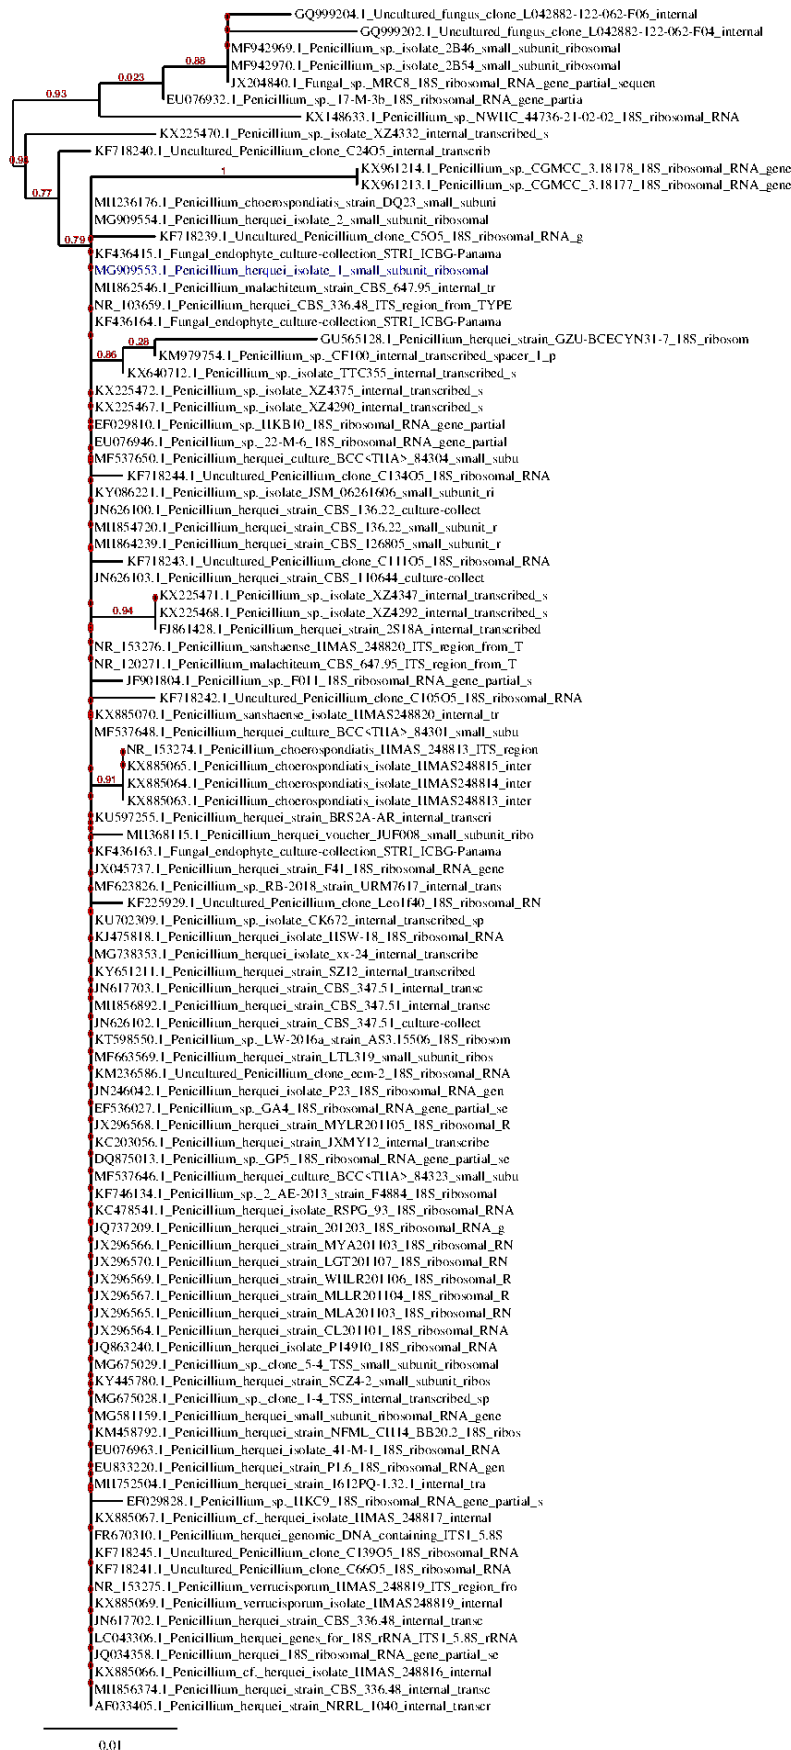 GQ999204.1_Uncultured_fungus_clone_L042882-122-062-F06_internal
GQ999202.1_Uncultured_fungus_clone_L042882-122-062-F04_internal
0.88
MF942969.1_Penicillium_sp._isolate_2B46_small_subunit_ribosomal
MF942970.1_Penicillium_sp._isolate_2B54_small_subunit_ribosomal
0.023
JX204840.1_Fungal_sp._MRC8_18S_ribosomal_RNA_gene_partial_sequen
0.93
EU076932.1_Penicillium_sp._17-M-3b_18S_ribosomal_RNA_gene_partia
KX148633.1_Penicillium_sp._NWHC_44736-21-02-02_18S_ribosomal_RNA
KX225470.1_Penicillium_sp._isolate_XZ4332_internal_transcribed_s
KF718240.1_Uncultured_Penicillium_clone_C24O5_internal_transcrib
KX961214.1_Penicillium_sp._CGMCC_3.18178_18S_ribosomal_RNA_gene
1
KX961213.1_Penicillium_sp._CGMCC_3.18177_18S_ribosomal_RNA_gene
0.77
MH236176.1_Penicillium_choerospondiatis_strain_DQ23_small_subuni
MG909554.1_Penicillium_herquei_isolate_2_small_subunit_ribosomal
0.79
KF718239.1_Uncultured_Penicillium_clone_C5O5_18S_ribosomal_RNA_g
KF436415.1_Fungal_endophyte_culture-collection_STRI_ICBG-Panama
MG909553.1_Penicillium_herquei_isolate_1_small_subunit_ribosomal
MH862546.1_Penicillium_malachiteum_strain_CBS_647.95_internal_tr
NR_103659.1_Penicillium_herquei_CBS_336.48_ITS_region_from_TYPE
KF436164.1_Fungal_endophyte_culture-collection_STRI_ICBG-Panama
GU565128.1_Penicillium_herquei_strain_GZU-BCECYN31-7_18S_ribosom
0.28
KM979754.1_Penicillium_sp._CF100_internal_transcribed_spacer_1_p
0.86
KX640712.1_Penicillium_sp._isolate_TTC355_internal_transcribed_s
KX225472.1_Penicillium_sp._isolate_XZ4375_internal_transcribed_s
KX225467.1_Penicillium_sp._isolate_XZ4290_internal_transcribed_s
EF029810.1_Penicillium_sp._HKB10_18S_ribosomal_RNA_gene_partial
EU076946.1_Penicillium_sp._22-M-6_18S_ribosomal_RNA_gene_partial
MF537650.1_Penicillium_herquei_culture_BCC<THA>_84304_small_subu
KF718244.1_Uncultured_Penicillium_clone_C134O5_18S_ribosomal_RNA
KY086221.1_Penicillium_sp._isolate_JSM_06261606_small_subunit_ri
JN626100.1_Penicillium_herquei_strain_CBS_136.22_culture-collect
MH854720.1_Penicillium_herquei_strain_CBS_136.22_small_subunit_r
MH864239.1_Penicillium_herquei_strain_CBS_126805_small_subunit_r
KF718243.1_Uncultured_Penicillium_clone_C111O5_18S_ribosomal_RNA
JN626103.1_Penicillium_herquei_strain_CBS_110644_culture-collect
KX225471.1_Penicillium_sp._isolate_XZ4347_internal_transcribed_s
0.94
KX225468.1_Penicillium_sp._isolate_XZ4292_internal_transcribed_s
FJ861428.1_Penicillium_herquei_strain_2S18A_internal_transcribed
NR_153276.1_Penicillium_sanshaense_HMAS_248820_ITS_region_from_T
NR_120271.1_Penicillium_malachiteum_CBS_647.95_ITS_region_from_T
JF901804.1_Penicillium_sp._F011_18S_ribosomal_RNA_gene_partial_s
KF718242.1_Uncultured_Penicillium_clone_C105O5_18S_ribosomal_RNA
KX885070.1_Penicillium_sanshaense_isolate_HMAS248820_internal_tr
MF537648.1_Penicillium_herquei_culture_BCC<THA>_84301_small_subu
NR_153274.1_Penicillium_choerospondiatis_HMAS_248813_ITS_region
KX885065.1_Penicillium_choerospondiatis_isolate_HMAS248815_inter
0.91
KX885064.1_Penicillium_choerospondiatis_isolate_HMAS248814_inter
KX885063.1_Penicillium_choerospondiatis_isolate_HMAS248813_inter
KU597255.1_Penicillium_herquei_strain_BRS2A-AR_internal_transcri
MH368115.1_Penicillium_herquei_voucher_JUF008_small_subunit_ribo
KF436163.1_Fungal_endophyte_culture-collection_STRI_ICBG-Panama
JX045737.1_Penicillium_herquei_strain_F41_18S_ribosomal_RNA_gene
MF623826.1_Penicillium_sp._RB-2018_strain_URM7617_internal_trans
KF225929.1_Uncultured_Penicillium_clone_Leo1f40_18S_ribosomal_RN
KU702309.1_Penicillium_sp._isolate_CK672_internal_transcribed_sp
KJ475818.1_Penicillium_herquei_isolate_HSW-18_18S_ribosomal_RNA
MG738353.1_Penicillium_herquei_isolate_xx-24_internal_transcribe
KY651211.1_Penicillium_herquei_strain_SZ12_internal_transcribed
JN617703.1_Penicillium_herquei_strain_CBS_347.51_internal_transc
MH856892.1_Penicillium_herquei_strain_CBS_347.51_internal_transc
JN626102.1_Penicillium_herquei_strain_CBS_347.51_culture-collect
KT598550.1_Penicillium_sp._LW-2016a_strain_AS3.15506_18S_ribosom
MF663569.1_Penicillium_herquei_strain_LTL319_small_subunit_ribos
KM236586.1_Uncultured_Penicillium_clone_ecm-2_18S_ribosomal_RNA
JN246042.1_Penicillium_herquei_isolate_P23_18S_ribosomal_RNA_gen
EF536027.1_Penicillium_sp._GA4_18S_ribosomal_RNA_gene_partial_se
JX296568.1_Penicillium_herquei_strain_MYLR201105_18S_ribosomal_R
KC203056.1_Penicillium_herquei_strain_JXMY12_internal_transcribe
DQ875013.1_Penicillium_sp._GP5_18S_ribosomal_RNA_gene_partial_se
MF537646.1_Penicillium_herquei_culture_BCC<THA>_84323_small_subu
KF746134.1_Penicillium_sp._2_AE-2013_strain_F4884_18S_ribosomal
KC478541.1_Penicillium_herquei_isolate_RSPG_93_18S_ribosomal_RNA
JQ737209.1_Penicillium_herquei_strain_201203_18S_ribosomal_RNA_g
JX296566.1_Penicillium_herquei_strain_MYA201103_18S_ribosomal_RN
JX296570.1_Penicillium_herquei_strain_LGT201107_18S_ribosomal_RN
JX296569.1_Penicillium_herquei_strain_WHLR201106_18S_ribosomal_R
JX296567.1_Penicillium_herquei_strain_MLLR201104_18S_ribosomal_R
JX296565.1_Penicillium_herquei_strain_MLA201103_18S_ribosomal_RN
JX296564.1_Penicillium_herquei_strain_CL201101_18S_ribosomal_RNA
JQ863240.1_Penicillium_herquei_isolate_P14910_18S_ribosomal_RNA
MG675029.1_Penicillium_sp._clone_5-4_TSS_small_subunit_ribosomal
KY445780.1_Penicillium_herquei_strain_SCZ4-2_small_subunit_ribos
MG675028.1_Penicillium_sp._clone_1-4_TSS_internal_transcribed_sp
MG581159.1_Penicillium_herquei_small_subunit_ribosomal_RNA_gene
KM458792.1_Penicillium_herquei_strain_NFML_CH14_BB20.2_18S_ribos
EU076963.1_Penicillium_herquei_isolate_41-M-1_18S_ribosomal_RNA
EU833220.1_Penicillium_herquei_strain_P1.6_18S_ribosomal_RNA_gen
MH752504.1_Penicillium_herquei_strain_1612PQ-1.32.1_internal_tra
EF029828.1_Penicillium_sp._HKC9_18S_ribosomal_RNA_gene_partial_s
KX885067.1_Penicillium_cf._herquei_isolate_HMAS_248817_internal
FR670310.1_Penicillium_herquei_genomic_DNA_containing_ITS1_5.8S
KF718245.1_Uncultured_Penicillium_clone_C139O5_18S_ribosomal_RNA
KF718241.1_Uncultured_Penicillium_clone_C66O5_18S_ribosomal_RNA
NR_153275.1_Penicillium_verrucisporum_HMAS_248819_ITS_region_fro
KX885069.1_Penicillium_verrucisporum_isolate_HMAS248819_internal
JN617702.1_Penicillium_herquei_strain_CBS_336.48_internal_transc
LC043306.1_Penicillium_herquei_genes_for_18S_rRNA_ITS1_5.8S_rRNA
JQ034358.1_Penicillium_herquei_18S_ribosomal_RNA_gene_partial_se
KX885066.1_Penicillium_cf._herquei_isolate_HMAS_248816_internal
MH856374.1_Penicillium_herquei_strain_CBS_336.48_internal_transc
AF033405.1_Penicillium_herquei_strain_NRRL_1040_internal_transcr
0.01